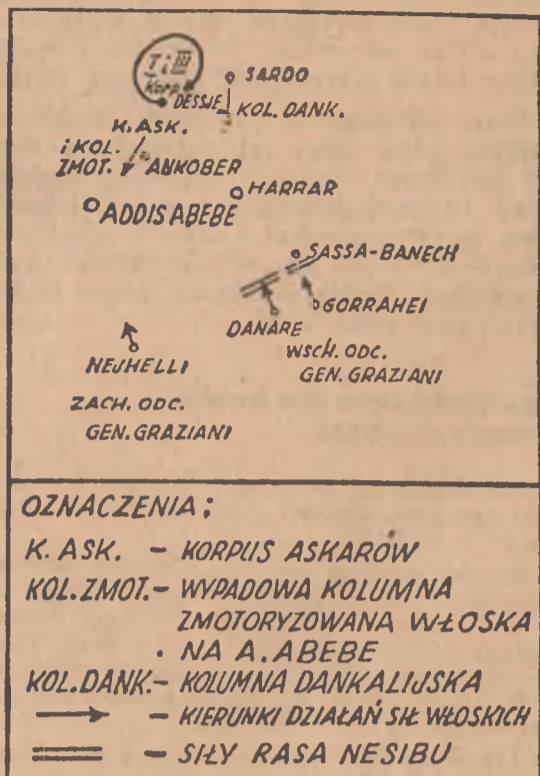 I i III
Korp.
SARDO
DESSJE
KOL. DANK.
K. ASK.
i KOL.
ZMOT.
ANKOBER
HARRAR
ADDIS ABEBE
SASSA-BANECH
GORRAHEI
DANARE
WSCH. ODC.
GEN. GRAZIANI
NEJHELLI
ZACH. ODC.
GEN. GRAZIANI
OZNACZENIA:
K. ASK. - KORPUS ASKARÓW
KOL. ZMOT. - WYPADOWA KOLUMNA
ZMOTORYZOWANA WŁOSKA
NA A. ABEBE
KOL. DANK. - KOLUMNA DANKALIJSKA
- KIERUNKI DZIAŁAŃ SIŁ WŁOSKICH
- SIŁY RASA NESIBU